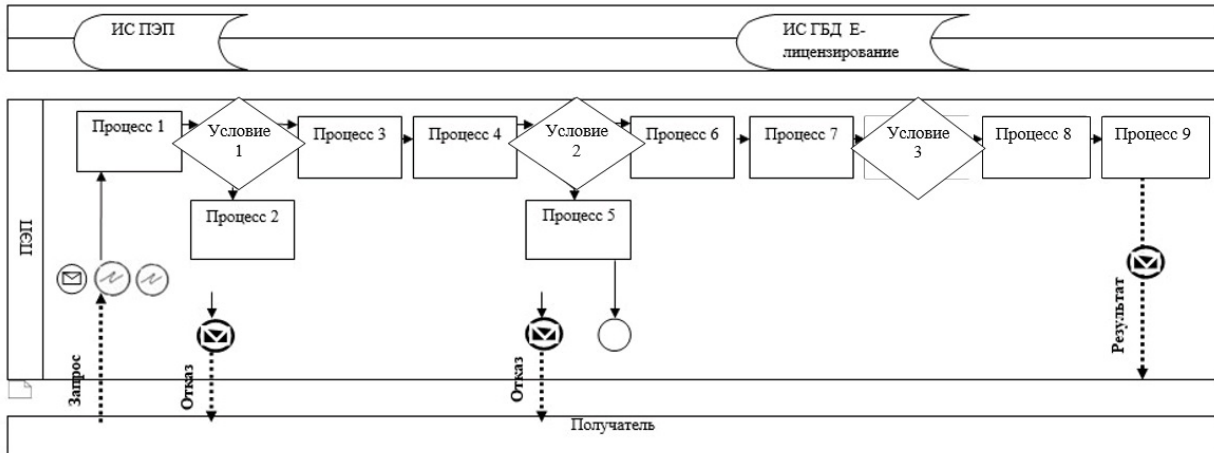 ИС ПЭП
ИС ГБД Е-
лицензирование
Процесс 1
Условие
1
Процесс 3
Процесс 4
Условие
2
Процесс 6
Процесс 7
Условие
3
Процесс 8
Процесс 9
Процесс 2
Процесс 5
ПЭП
Запрос
Отказ
Отказ
Результат
Получатель